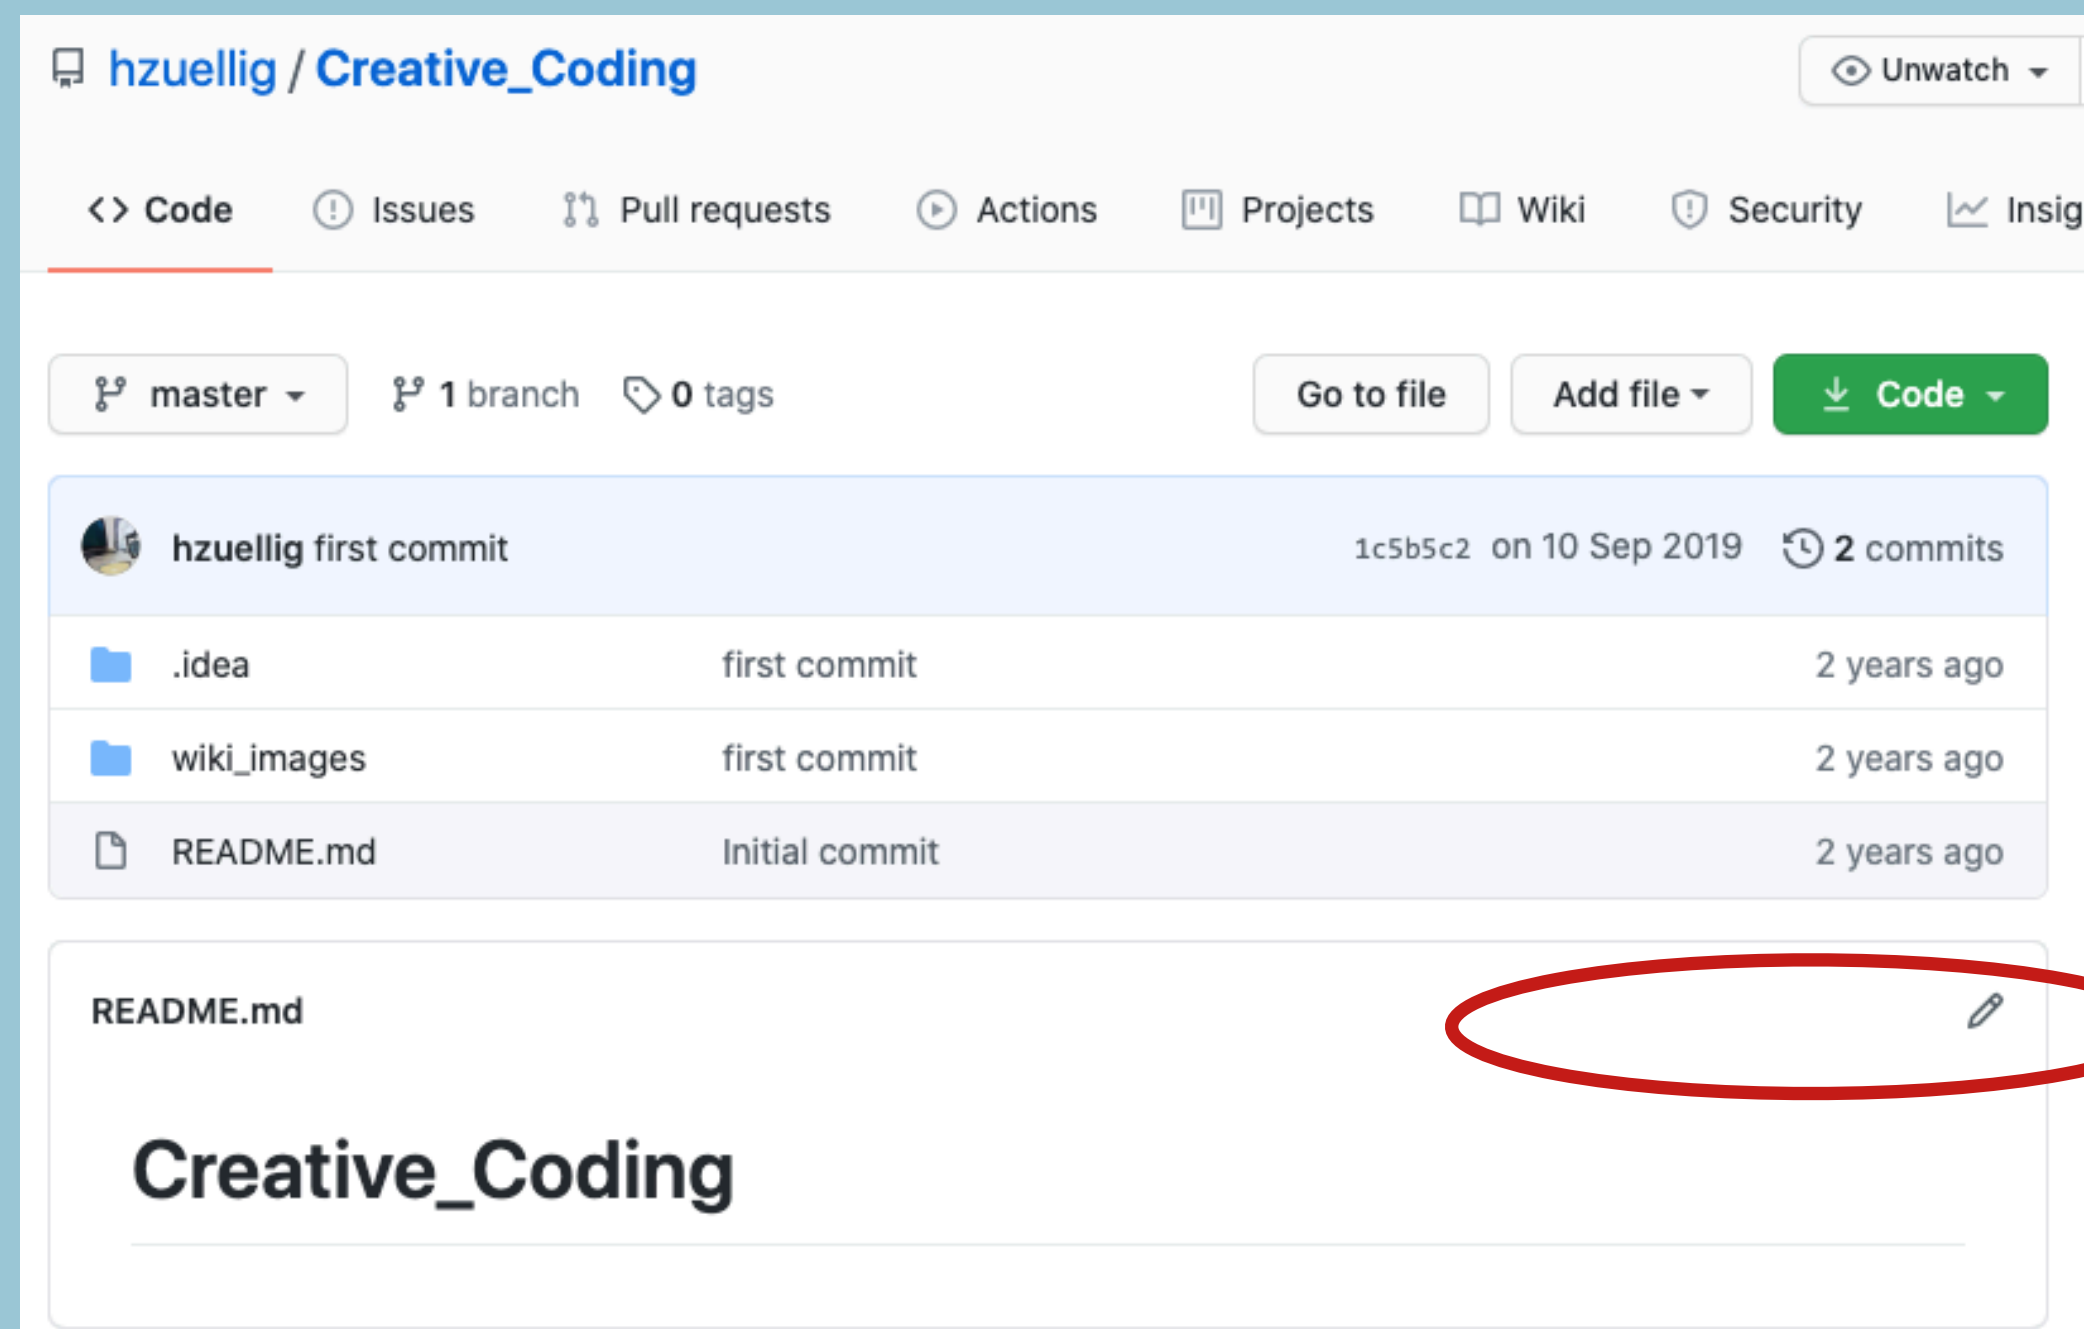 hzuellig / Creative_Coding
Unwatch
Code Issues Pull requests Actions Projects Wiki Security Insig
master 1 branch 0 tags Go to file Add file Code
hzuellig first commit 1c5b5c2 on 10 Sep 2019 2 commits
.idea first commit 2 years ago
wiki_images first commit 2 years ago
README.md Initial commit 2 years ago
README.md
Creative_Coding